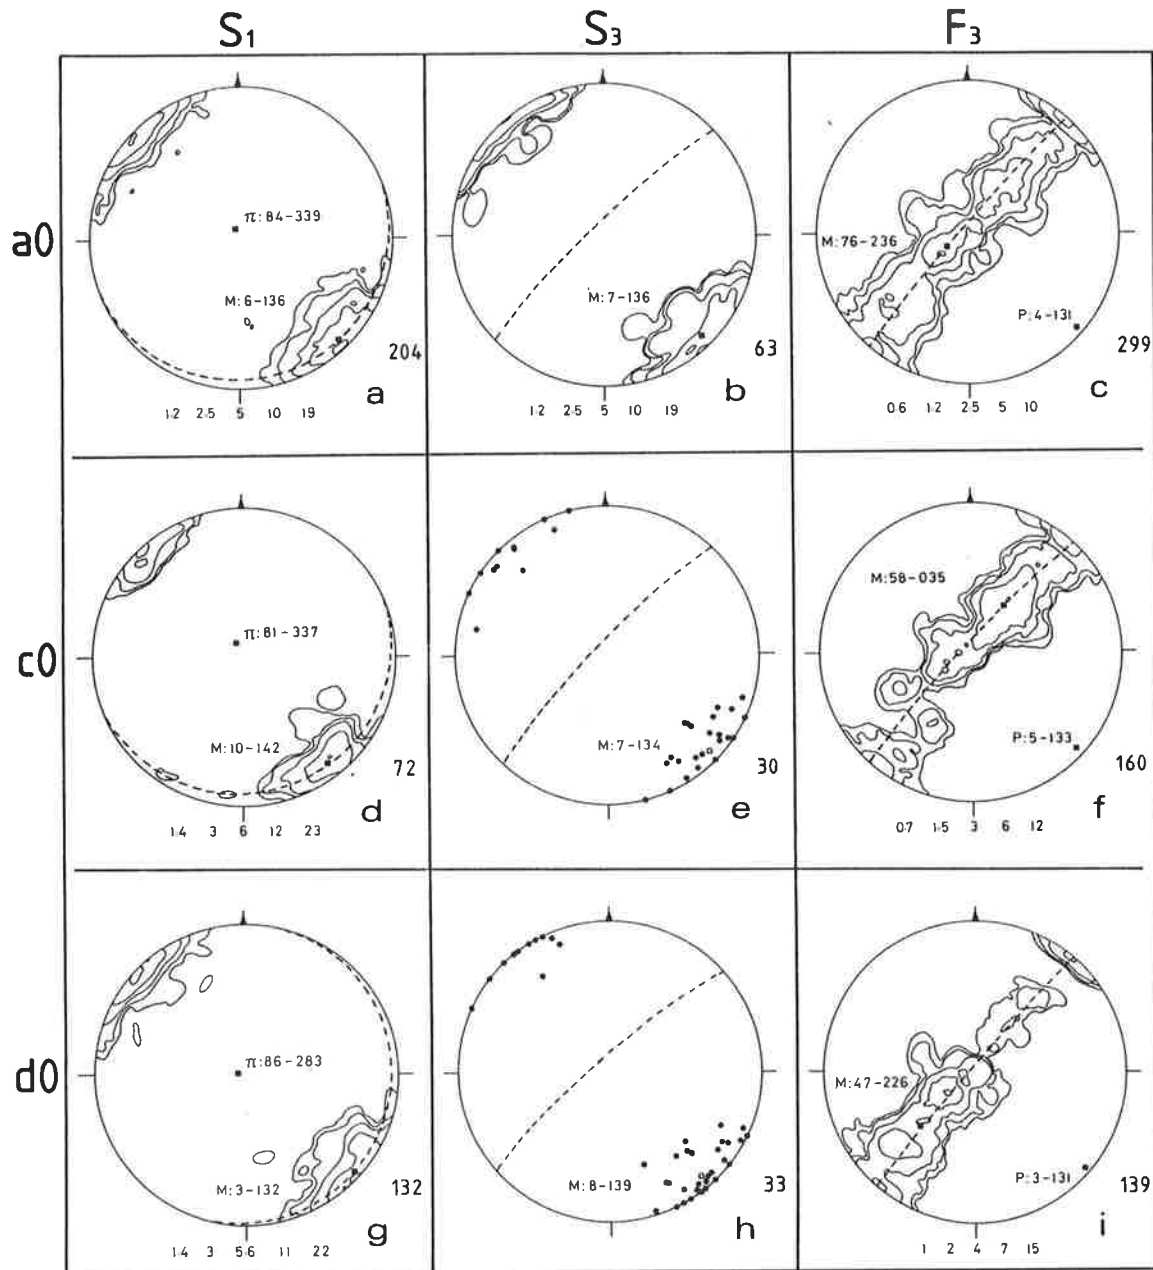 S1 S3 F3
a0
π:84-339
M:6-136
204
a
1·2 2·5 5 10 19
M:7-136
63
b
1·2 2·5 5 10 19
M:76-236
P:4-131
299
c
0·6 1·2 2·5 5 10
c0
π:81-337
M:10-142
72
d
1·4 3 6 12 23
M:7-134
30
e
M:58-035
P:5-133
160
f
0·7 1·5 3 6 12
d0
π:86-283
M:3-132
132
g
1·4 3 5·6 11 22
M:8-139
33
h
M:47-226
P:3-131
139
i
1 2 4 7 15